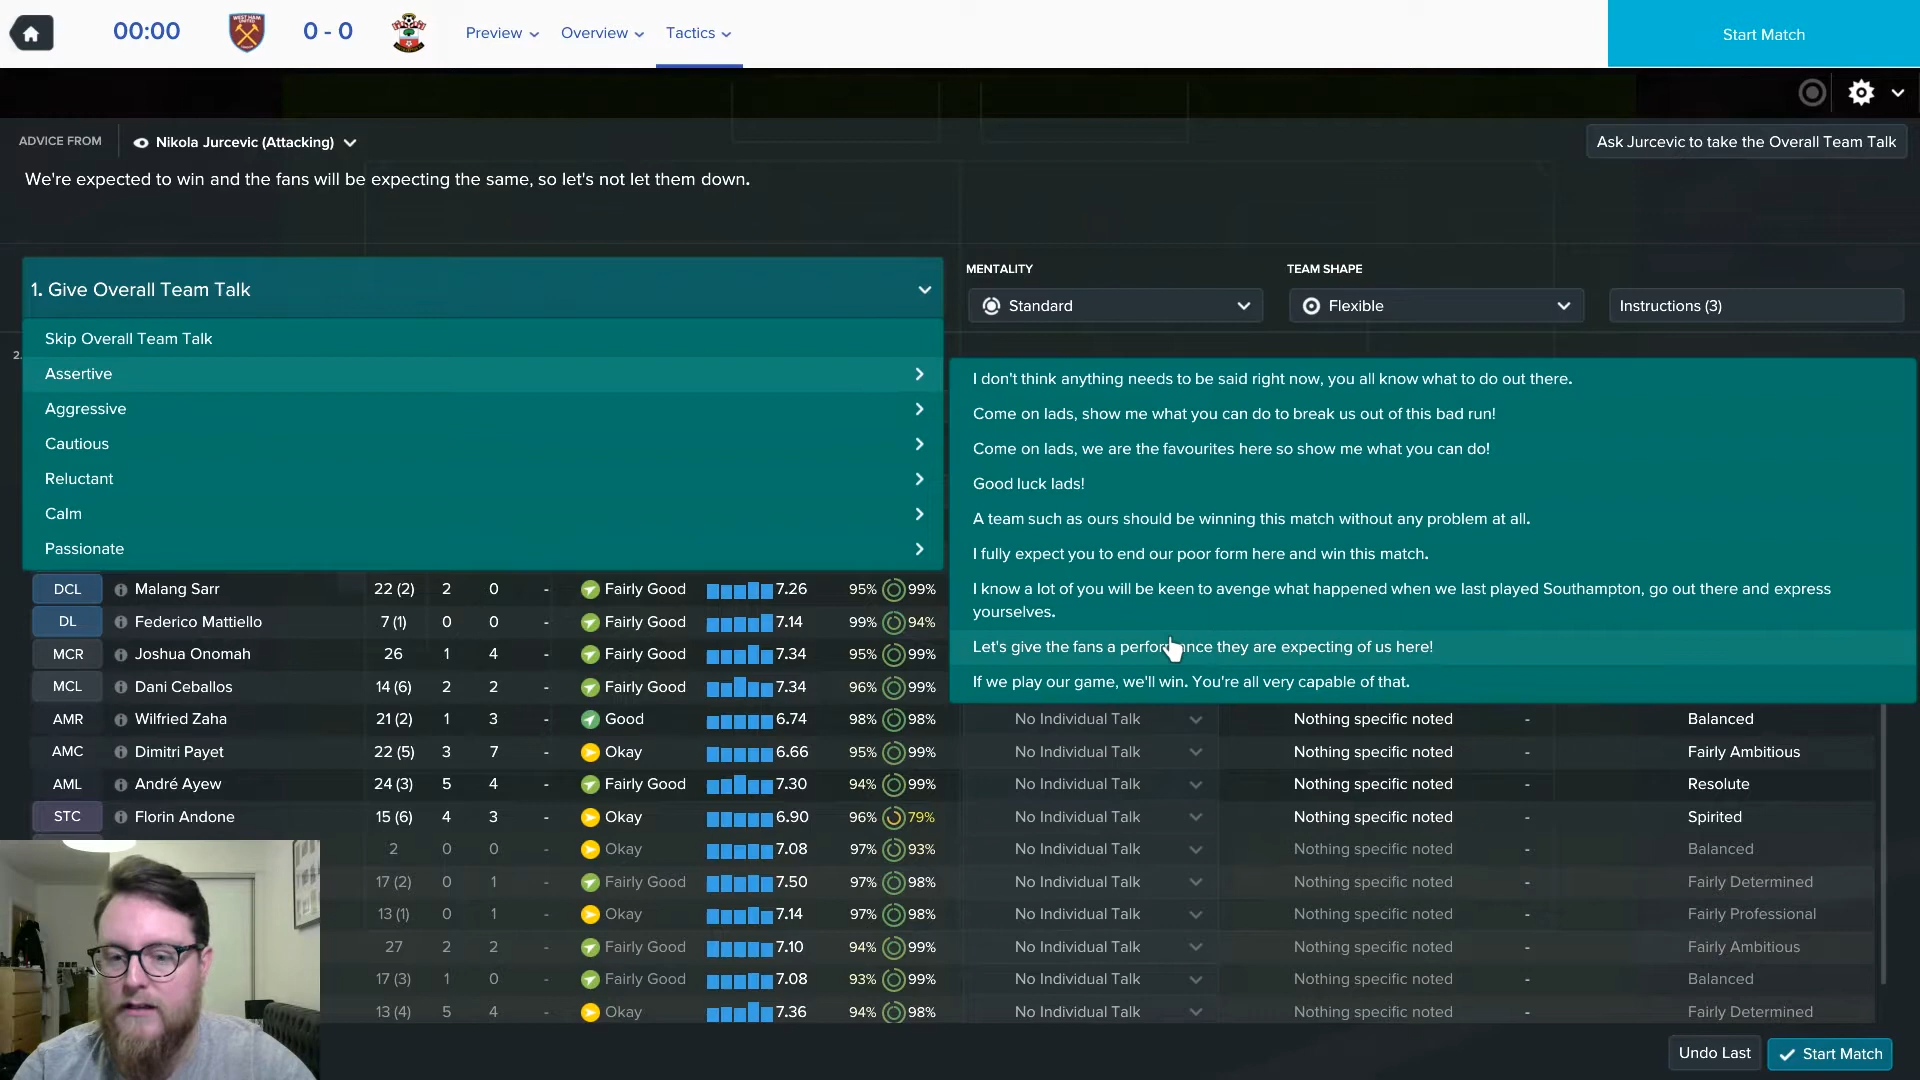 00:00
WEST HAM UNITED
0 - 0
Preview
Overview
Tactics
Start Match
ADVICE FROM
Nikola Jurcevic (Attacking)
Ask Jurcevic to take the Overall Team Talk
We're expected to win and the fans will be expecting the same, so let's not let them down.
1. Give Overall Team Talk
MENTALITY
TEAM SHAPE
Standard
Flexible
Instructions (3)
2.
Skip Overall Team Talk
Assertive
Aggressive
Cautious
Reluctant
Calm
Passionate
I don't think anything needs to be said right now, you all know what to do out there.
Come on lads, show me what you can do to break us out of this bad run!
Come on lads, we are the favourites here so show me what you can do!
Good luck lads!
A team such as ours should be winning this match without any problem at all.
I fully expect you to end our poor form here and win this match.
I know a lot of you will be keen to avenge what happened when we last played Southampton, go out there and express
yourselves.
Let's give the fans a performance they are expecting of us here!
If we play our game, we'll win. You're all very capable of that.
DCL Malang Sarr 22 (2) 2 0 - Fairly Good 7.26 95% 99%
DL Federico Mattiello 7 (1) 0 0 - Fairly Good 7.14 99% 94%
MCR Joshua Onomah 26 1 4 - Fairly Good 7.34 95% 99%
MCL Dani Ceballos 14 (6) 2 2 - Fairly Good 7.34 96% 99%
AMR Wilfried Zaha 21 (2) 1 3 - Good 6.74 98% 98% No Individual Talk Nothing specific noted - Balanced
AMC Dimitri Payet 22 (5) 3 7 - Okay 6.66 95% 99% No Individual Talk Nothing specific noted - Fairly Ambitious
AML André Ayew 24 (3) 5 4 - Fairly Good 7.30 94% 99% No Individual Talk Nothing specific noted - Resolute
STC Florin Andone 15 (6) 4 3 - Okay 6.90 96% 79% No Individual Talk Nothing specific noted - Spirited
2 0 0 - Okay 7.08 97% 93% No Individual Talk Nothing specific noted - Balanced
17 (2) 0 1 - Fairly Good 7.50 97% 98% No Individual Talk Nothing specific noted - Fairly Determined
13 (1) 0 1 - Okay 7.14 97% 98% No Individual Talk Nothing specific noted - Fairly Professional
27 2 2 - Fairly Good 7.10 94% 99% No Individual Talk Nothing specific noted - Fairly Ambitious
17 (3) 1 0 - Fairly Good 7.08 93% 99% No Individual Talk Nothing specific noted - Balanced
13 (4) 5 4 - Okay 7.36 94% 98% No Individual Talk Nothing specific noted - Fairly Determined
Undo Last
Start Match